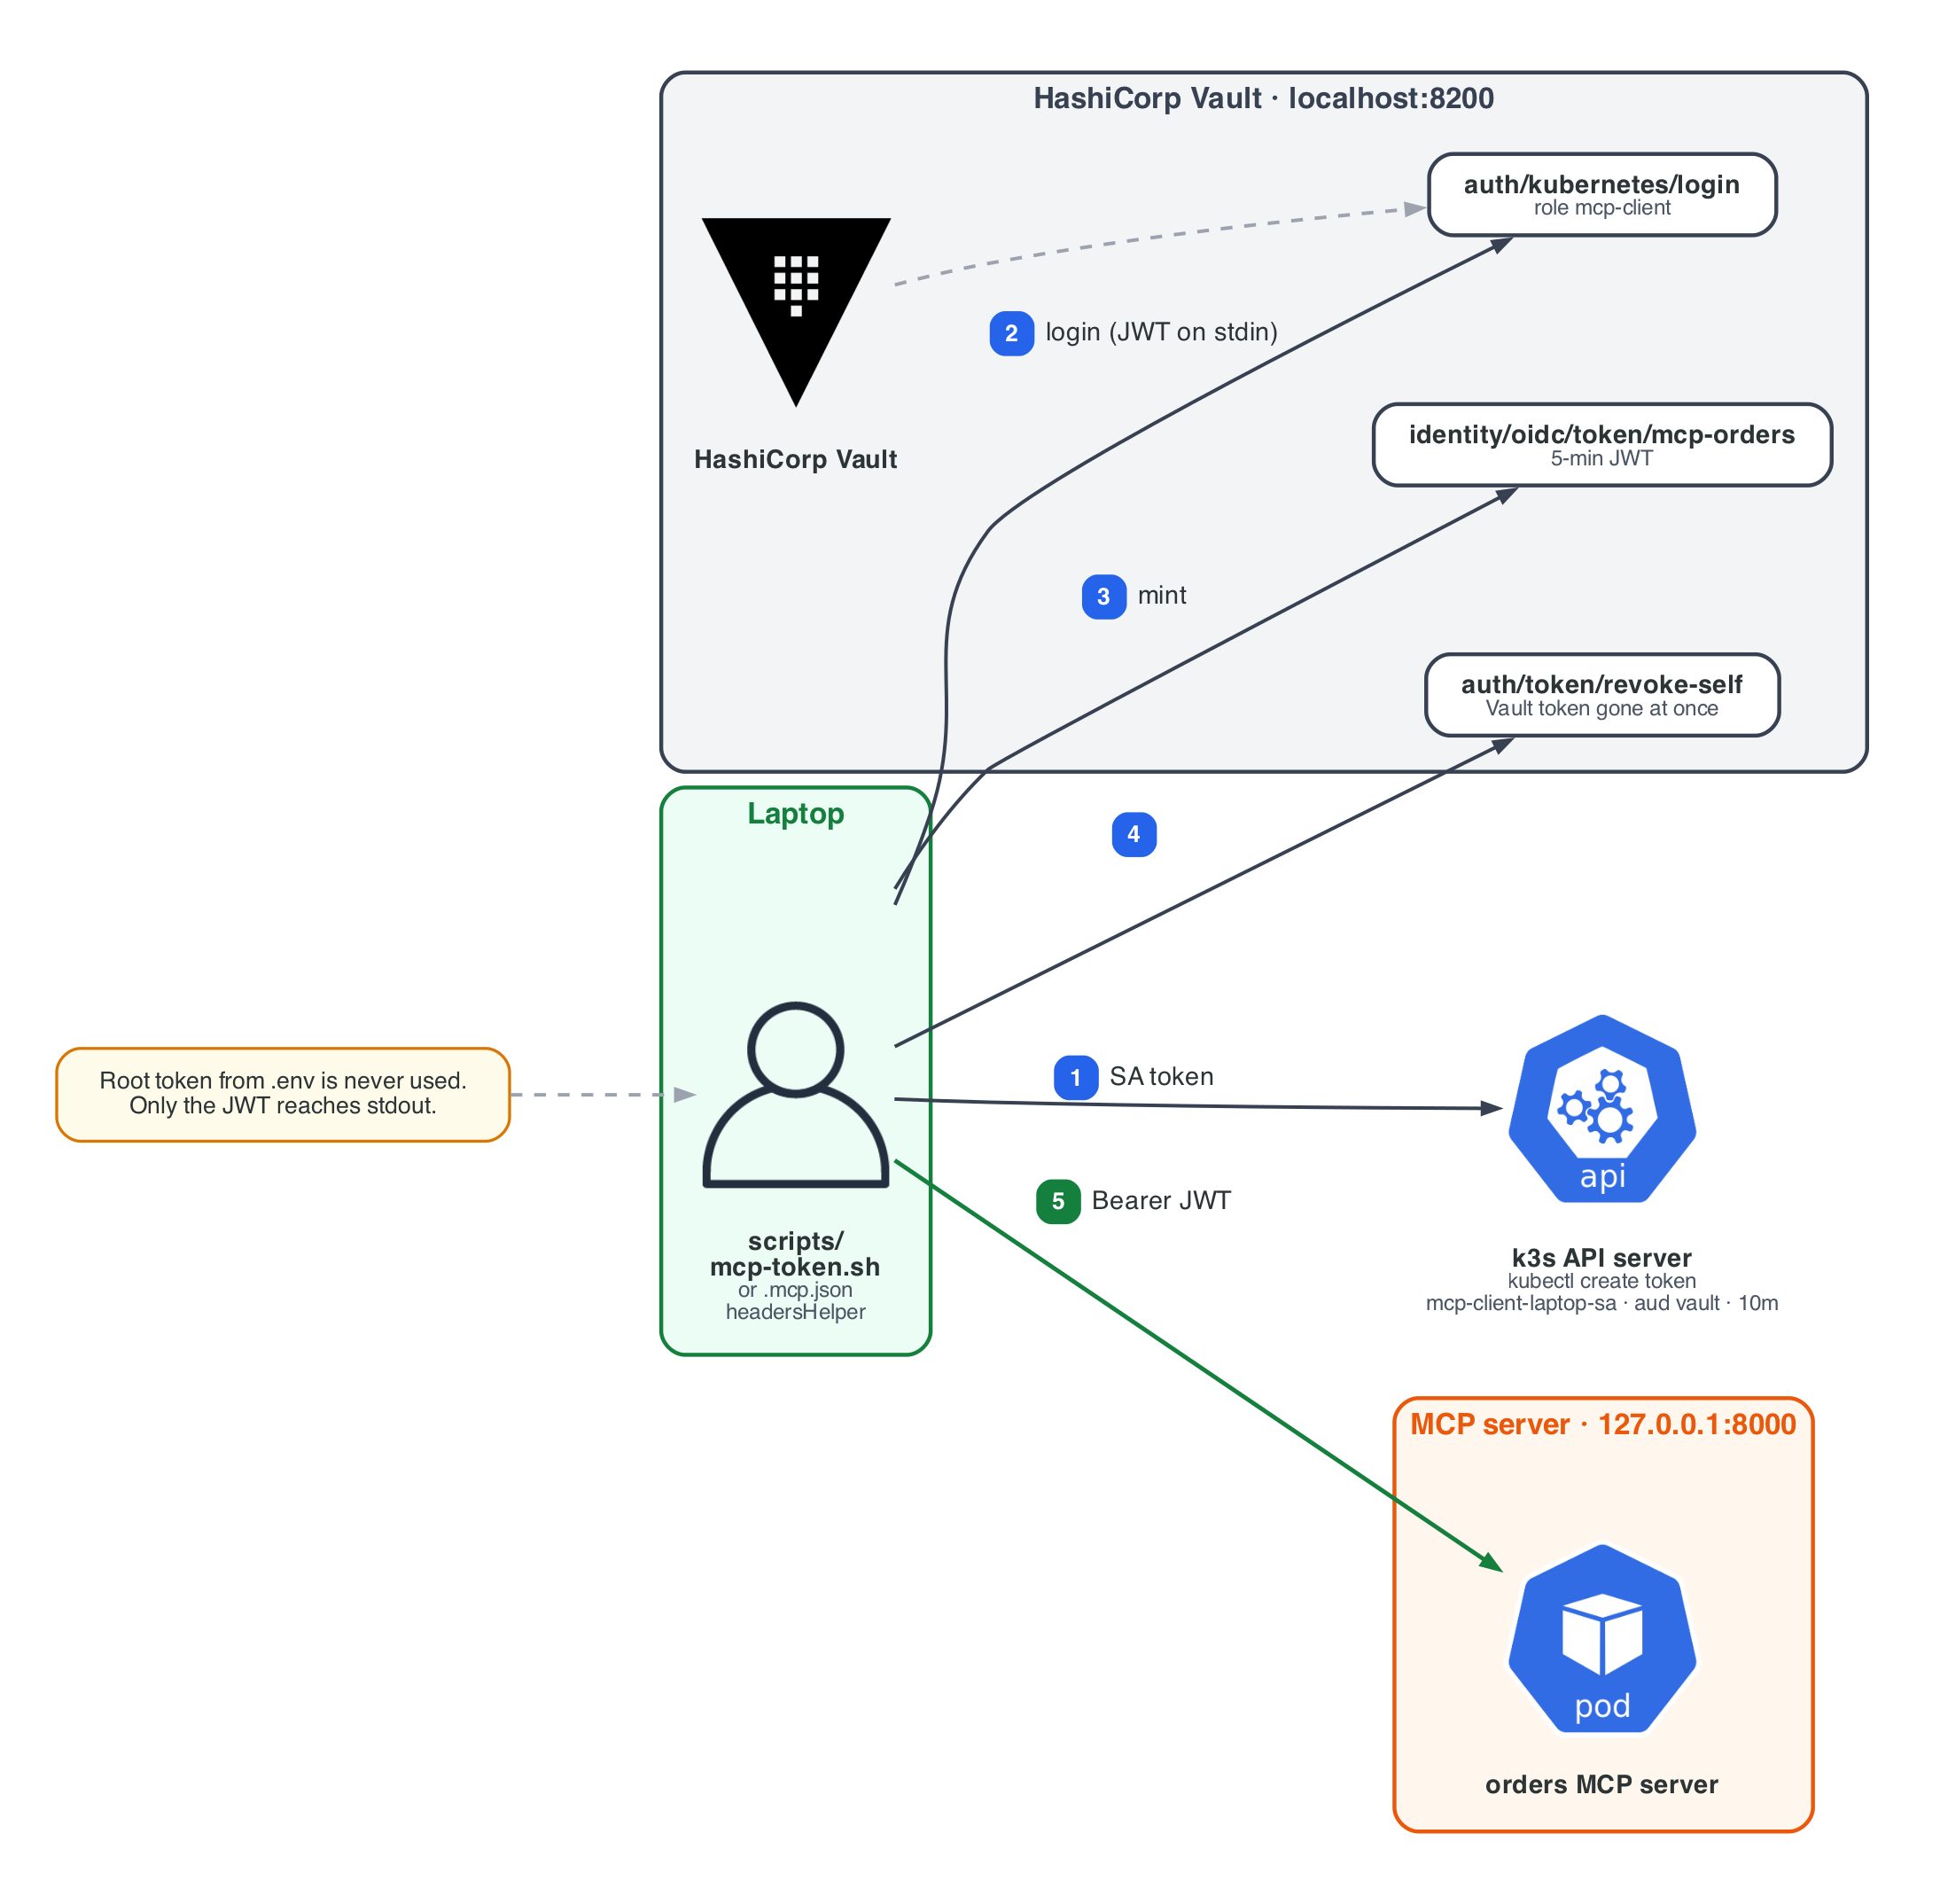 HashiCorp Vault · localhost:8200
auth/kubernetes/login
role mcp-client
2 login (JWT on stdin)
identity/oidc/token/mcp-orders
5-min JWT
HashiCorp Vault
3 mint
auth/token/revoke-self
Vault token gone at once
Laptop
4
Root token from .env is never used.
Only the JWT reaches stdout.
1 SA token
api
5 Bearer JWT
scripts/
mcp-token.sh
or .mcp.json
headersHelper
k3s API server
kubectl create token
mcp-client-laptop-sa · aud vault · 10m
MCP server · 127.0.0.1:8000
pod
orders MCP server